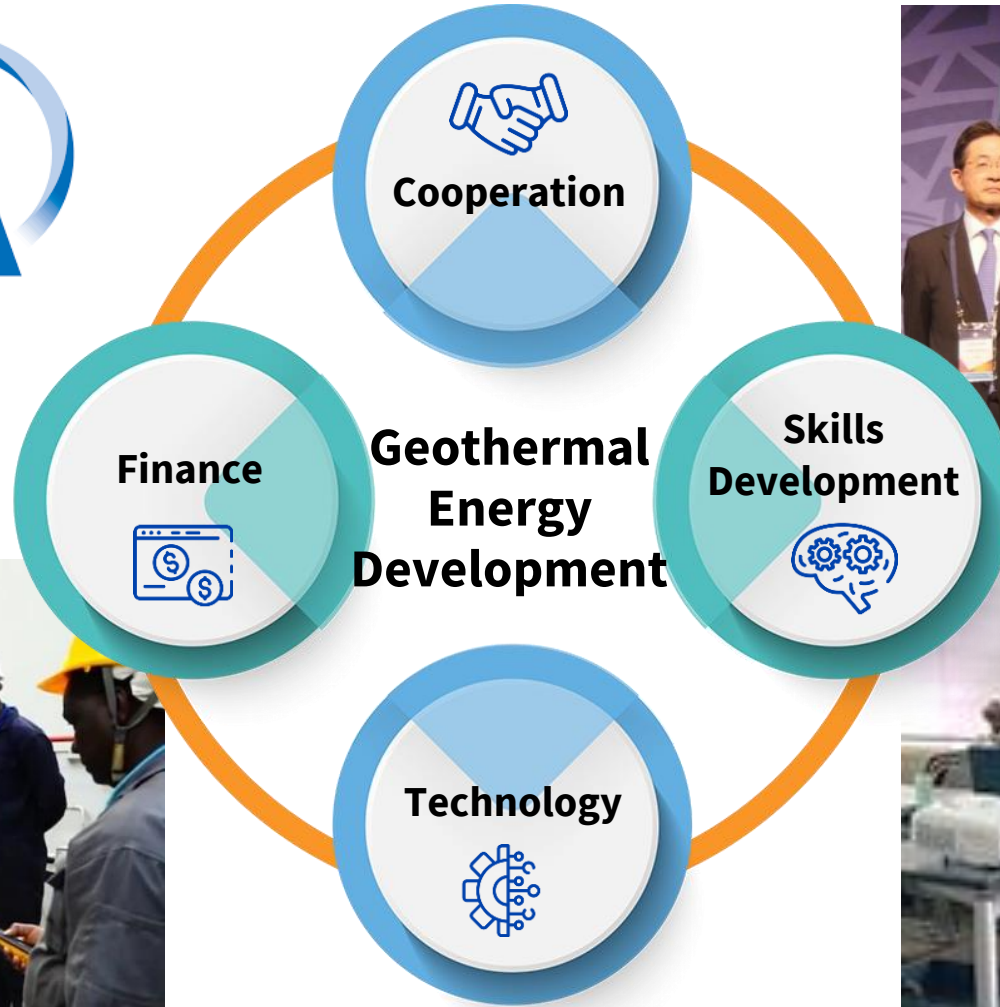 Cooperation
Finance
Geothermal
Energy
Development
Skills
Development
Technology